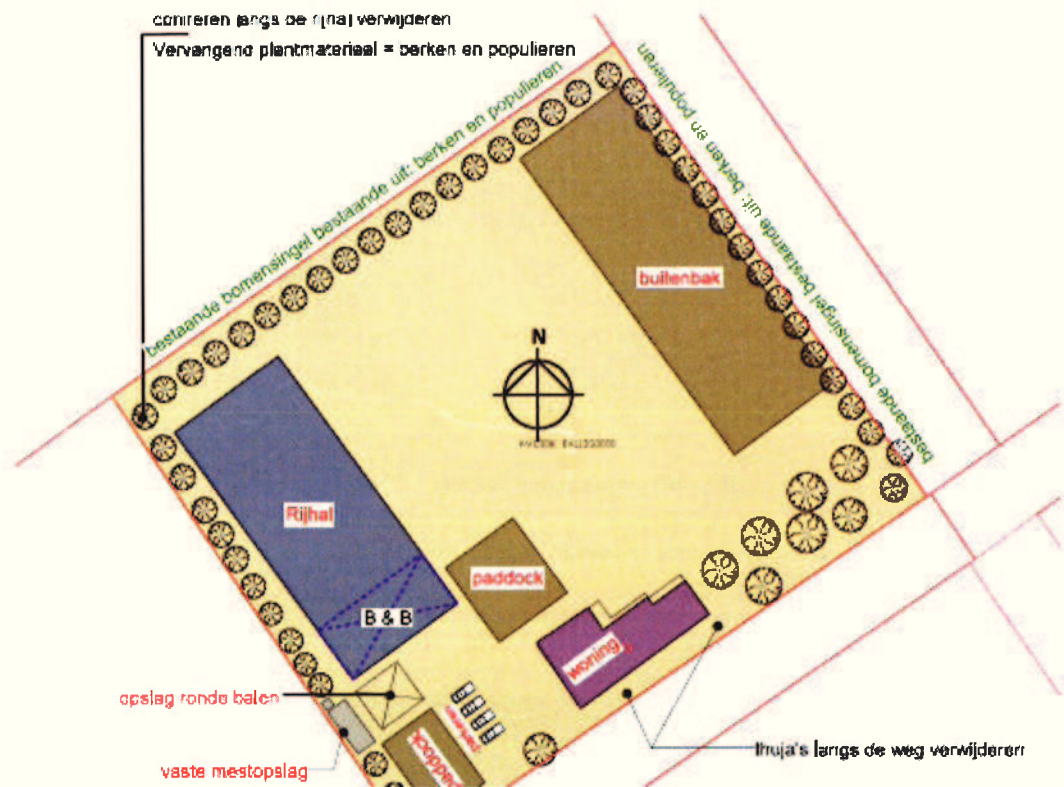 coniferen langs de rijhal verwijderen
Vervangend plantmateriaal = berken en populieren
bestaande bomensingel bestaande uit: berken en populieren
bestaande bomensingel bestaande uit: berken en populieren
buitenbak
N
Rijhal
paddock
B & B
woning
opslag ronde balen
parkeren
paddock
thuja's langs de weg verwijderen
vaste mestopslag